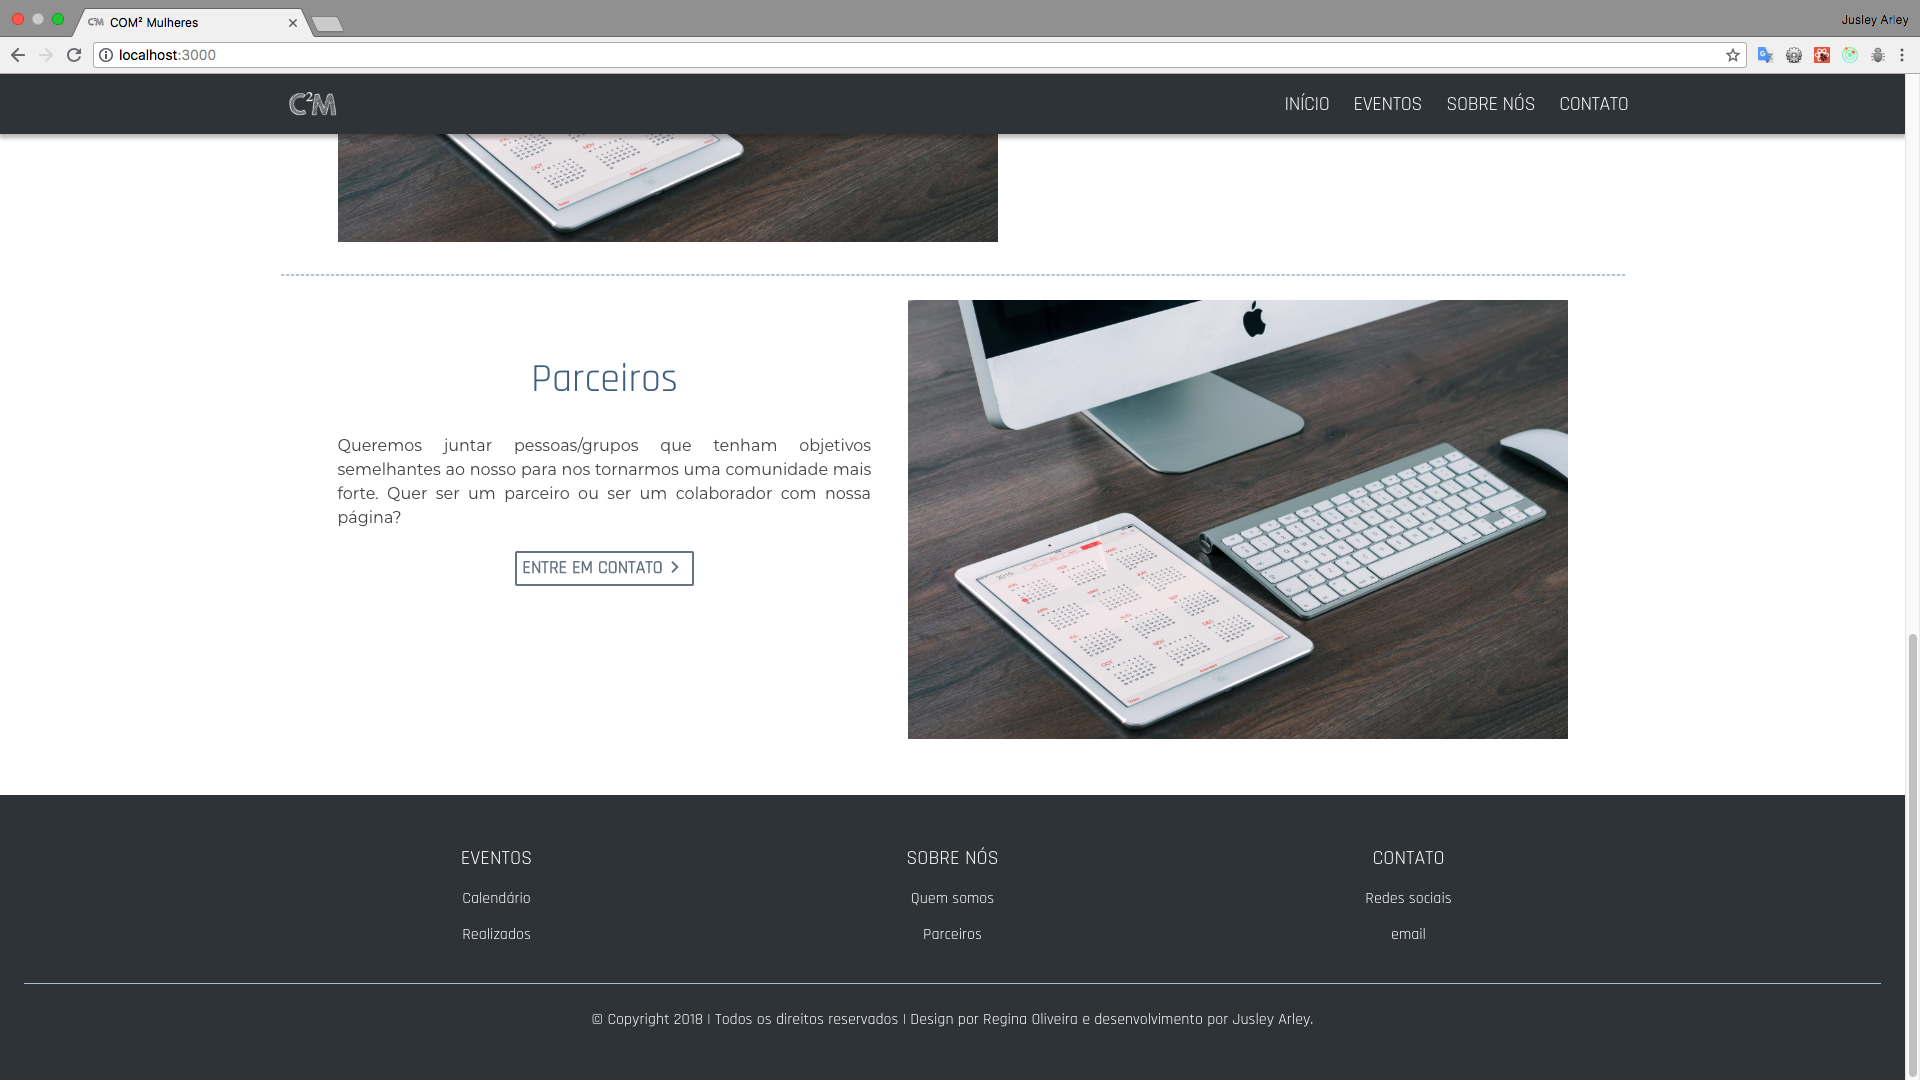 COM² Mulheres
Jusley Arley
localhost:3000
C²M
INÍCIO EVENTOS SOBRE NÓS CONTATO
Parceiros
Queremos juntar pessoas/grupos que tenham objetivos
semelhantes ao nosso para nos tornarmos uma comunidade mais
forte. Quer ser um parceiro ou ser um colaborador com nossa
página?
ENTRE EM CONTATO
EVENTOS
Calendário
Realizados
SOBRE NÓS
Quem somos
Parceiros
CONTATO
Redes sociais
email
© Copyright 2018 | Todos os direitos reservados | Design por Regina Oliveira e desenvolvimento por Jusley Arley.